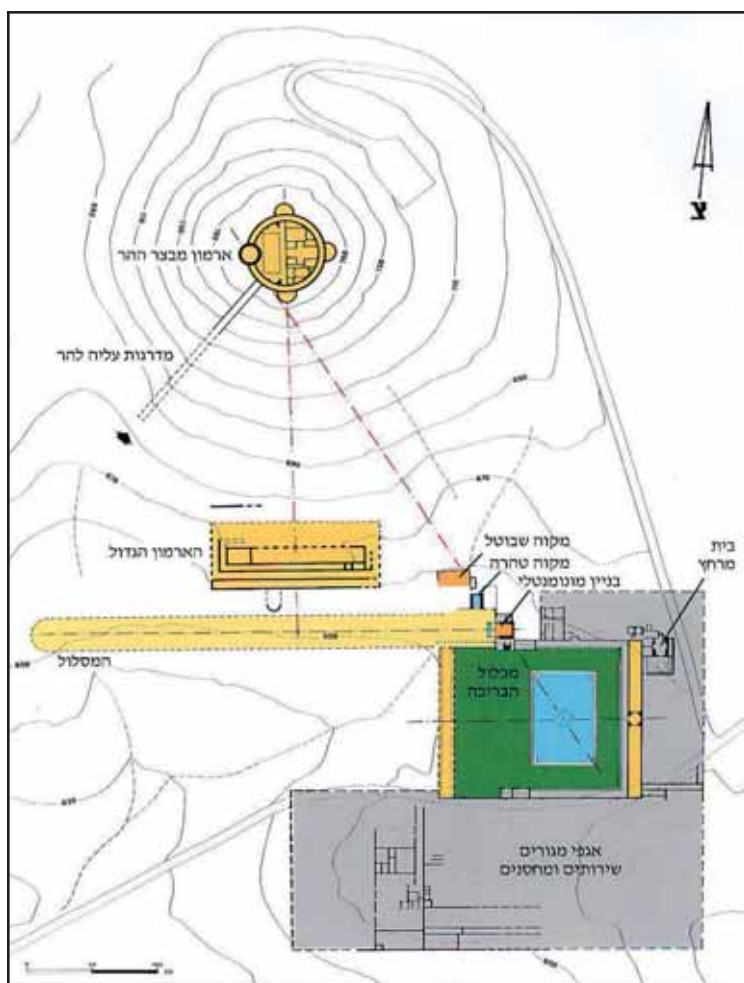 צ
ארמון מבצר ההר
מדרגות עליה להר
הארמון הגדול
מקוה שבוטל
מקוה טהרה
בניין מונומנטלי
בית
מרחץ
המסלול
מכלול
הבריכה
אגפי מגורים
שירותים ומחסנים